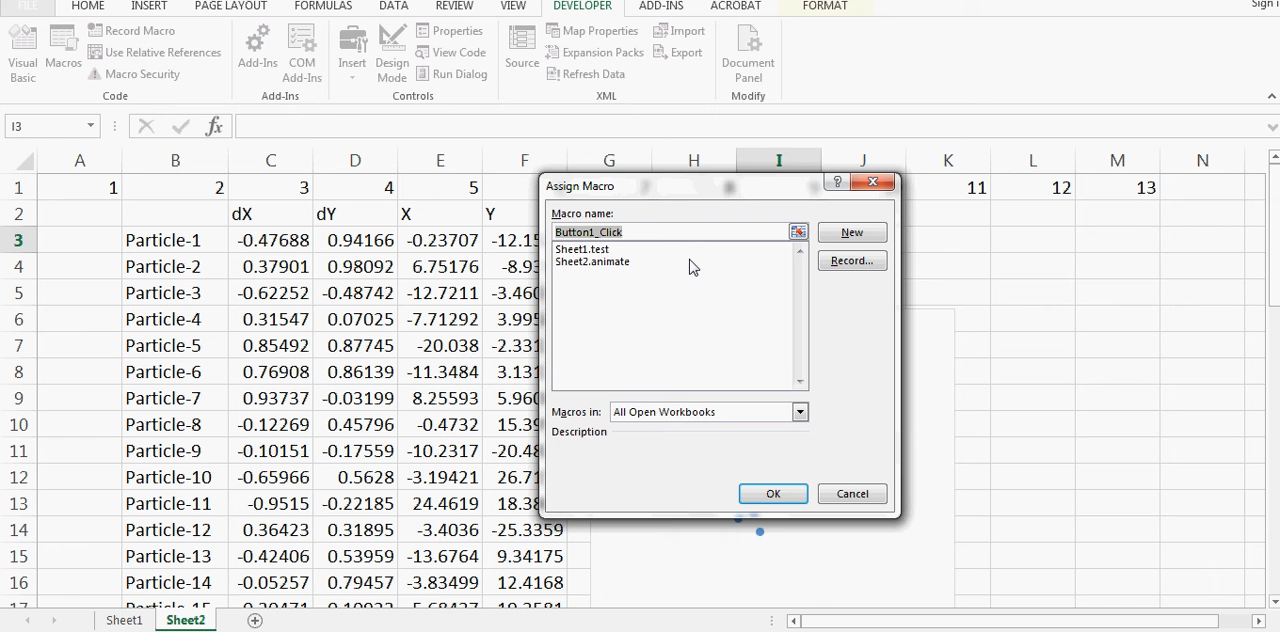 FILE HOME INSERT PAGE LAYOUT FORMULAS DATA REVIEW VIEW DEVELOPER ADD-INS ACROBAT FORMAT Sign i
Visual Basic
Macros
Record Macro
Use Relative References
Macro Security
Code
Add-Ins
COM Add-Ins
Add-Ins
Insert
Design Mode
Properties
View Code
Run Dialog
Controls
Source
Map Properties
Expansion Packs
Refresh Data
Import
Export
XML
Document Panel
Modify
I3 fx
A B C D E F G H I J K L M N
1 1 2 3 4 5 7 8 11 12 13
2 dX dY X Y
3 Particle-1 -0.47688 0.94166 -0.23707 -12.15
4 Particle-2 0.37901 0.98092 6.75176 -8.93
5 Particle-3 -0.62252 -0.48742 -12.7211 -3.460
6 Particle-4 0.31547 0.07025 -7.71292 3.995
7 Particle-5 0.85492 0.87745 -20.038 -2.331
8 Particle-6 0.76908 0.86139 -11.3484 3.131
9 Particle-7 0.93737 -0.03199 8.25593 5.960
10 Particle-8 -0.12269 0.45796 -0.4732 15.39
11 Particle-9 -0.10151 -0.17559 -10.2317 -20.48
12 Particle-10 -0.65966 0.5628 -3.19421 26.71
13 Particle-11 -0.9515 -0.22185 24.4619 18.38
14 Particle-12 0.36423 0.31895 -3.4036 -25.3359
15 Particle-13 -0.42406 0.53959 -13.6764 9.34175
16 Particle-14 -0.05257 0.79457 -3.83499 12.4168
Assign Macro
?
Macro name:
Button1_Click
Sheet1.test
Sheet2.animate
New
Record...
Macros in: All Open Workbooks
Description
OK Cancel
Sheet1 Sheet2